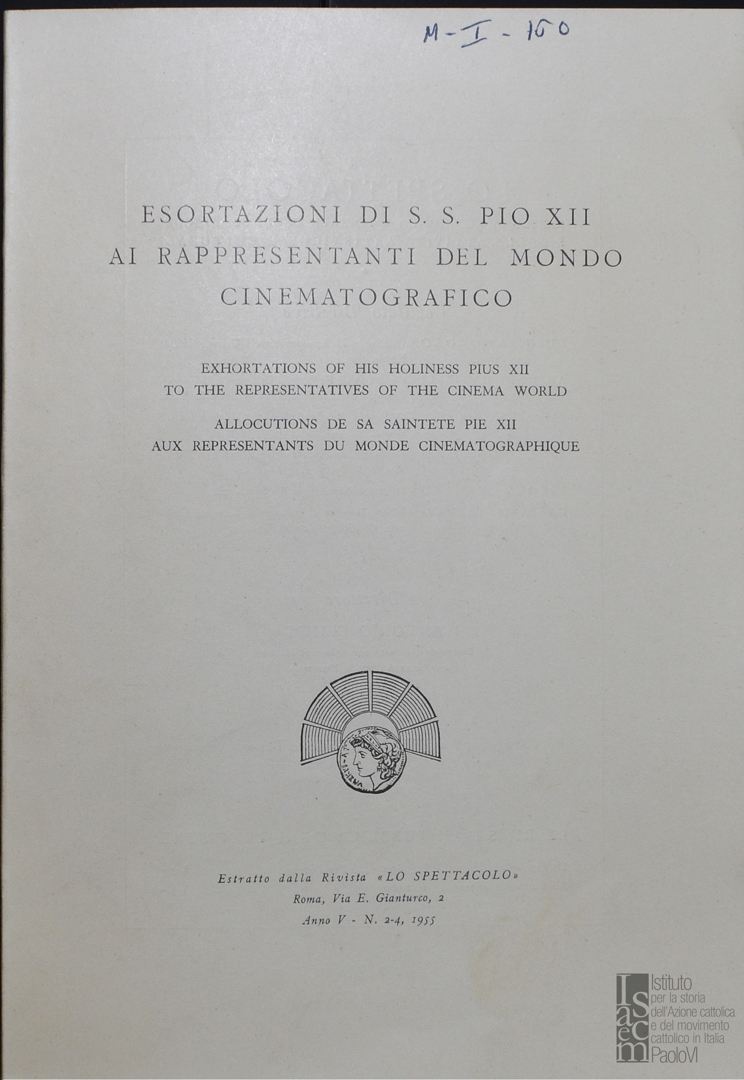 M-I-150
ESORTAZIONI DI S. S. PIO XII
AI RAPPRESENTANTI DEL MONDO
CINEMATOGRAFICO
EXHORTATIONS OF HIS HOLINESS PIUS XII
TO THE REPRESENTATIVES OF THE CINEMA WORLD
ALLOCUTIONS DE SA SAINTETE PIE XII
AUX REPRESENTANTS DU MONDE CINEMATOGRAPHIQUE
Estratto dalla Rivista «LO SPETTACOLO»
Roma, Via E. Gianturco, 2
Anno V - N. 2-4, 1955
Isacem
Istituto
per la storia
dell'Azione cattolica
e del movimento
cattolico in Italia
PaoloVI